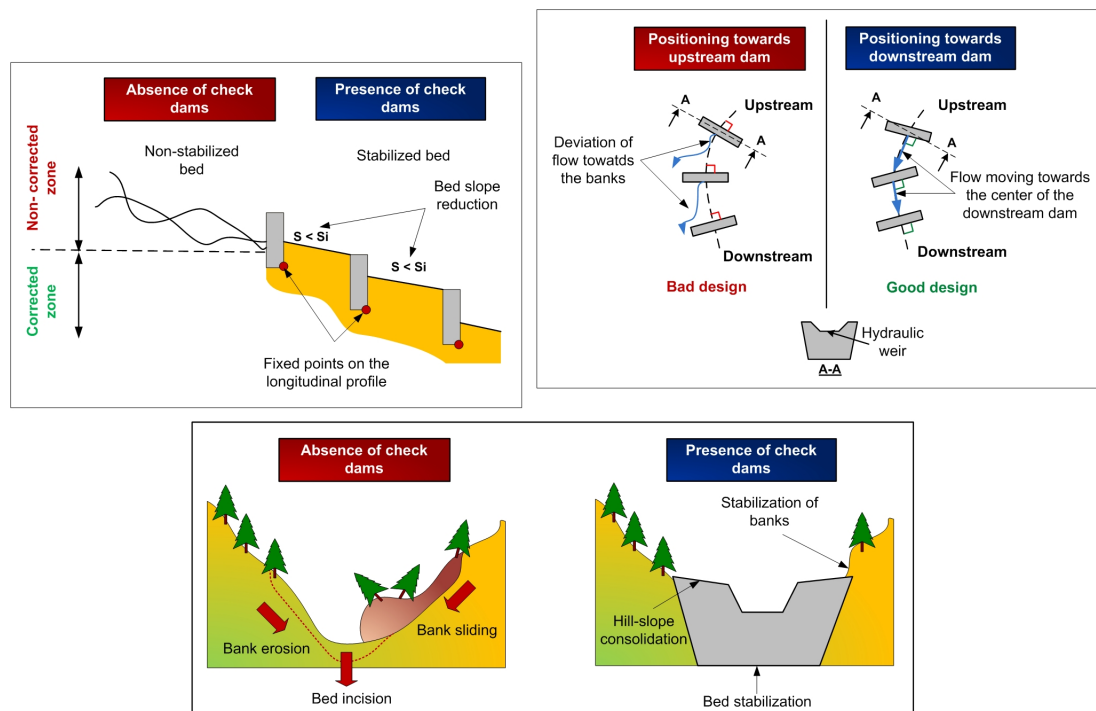 Absence of check
dams
Presence of check
dams
Non- corrected
zone
Corrected
zone
Non-stabilized
bed
Stabilized bed
Bed slope
reduction
S < Si
S < Si
Fixed points on the
longitudinal profile
Positioning towards
upstream dam
Positioning towards
downstream dam
A
Upstream
A
Deviation of
flow towatds
the banks
Downstream
Bad design
A
Upstream
A
Flow moving towards
the center of the
downstream dam
Downstream
Good design
Hydraulic
weir
A-A
Absence of check
dams
Presence of check
dams
Bank erosion
Bank sliding
Bed incision
Stabilization of
banks
Hill-slope
consolidation
Bed stabilization